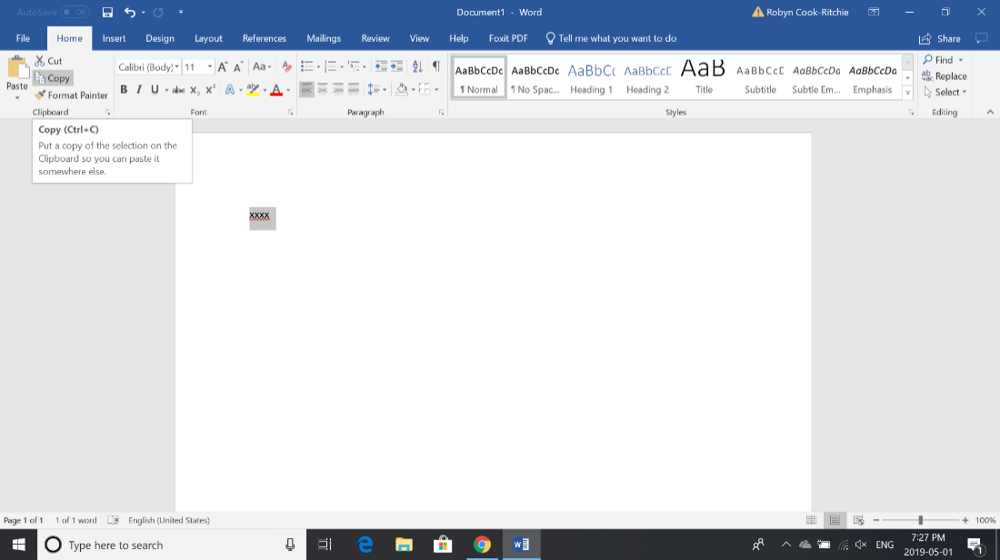 AutoSave Off Document1 - Word Robyn Cook-Ritchie
File Home Insert Design Layout References Mailings Review View Help Foxit PDF Tell me what you want to do Share
Paste
Cut
Copy
Format Painter
Clipboard
Calibri (Body) 11 Aa
B I U abc X₂ X² A ab A
Font
Paragraph
AaBbCcDc AaBbCcDc AaBbCc AaBbCcC AaB AaBbCcC AaBbCcDc AaBbCcDc
¶ Normal ¶ No Spac... Heading 1 Heading 2 Title Subtitle Subtle Em... Emphasis
Styles
Find
Replace
Select
Editing
Copy (Ctrl+C)
Put a copy of the selection on the
Clipboard so you can paste it
somewhere else.
xxxx
Page 1 of 1 1 of 1 word English (United States) 100%
Type here to search
ENG
7:27 PM
2019-05-01
1